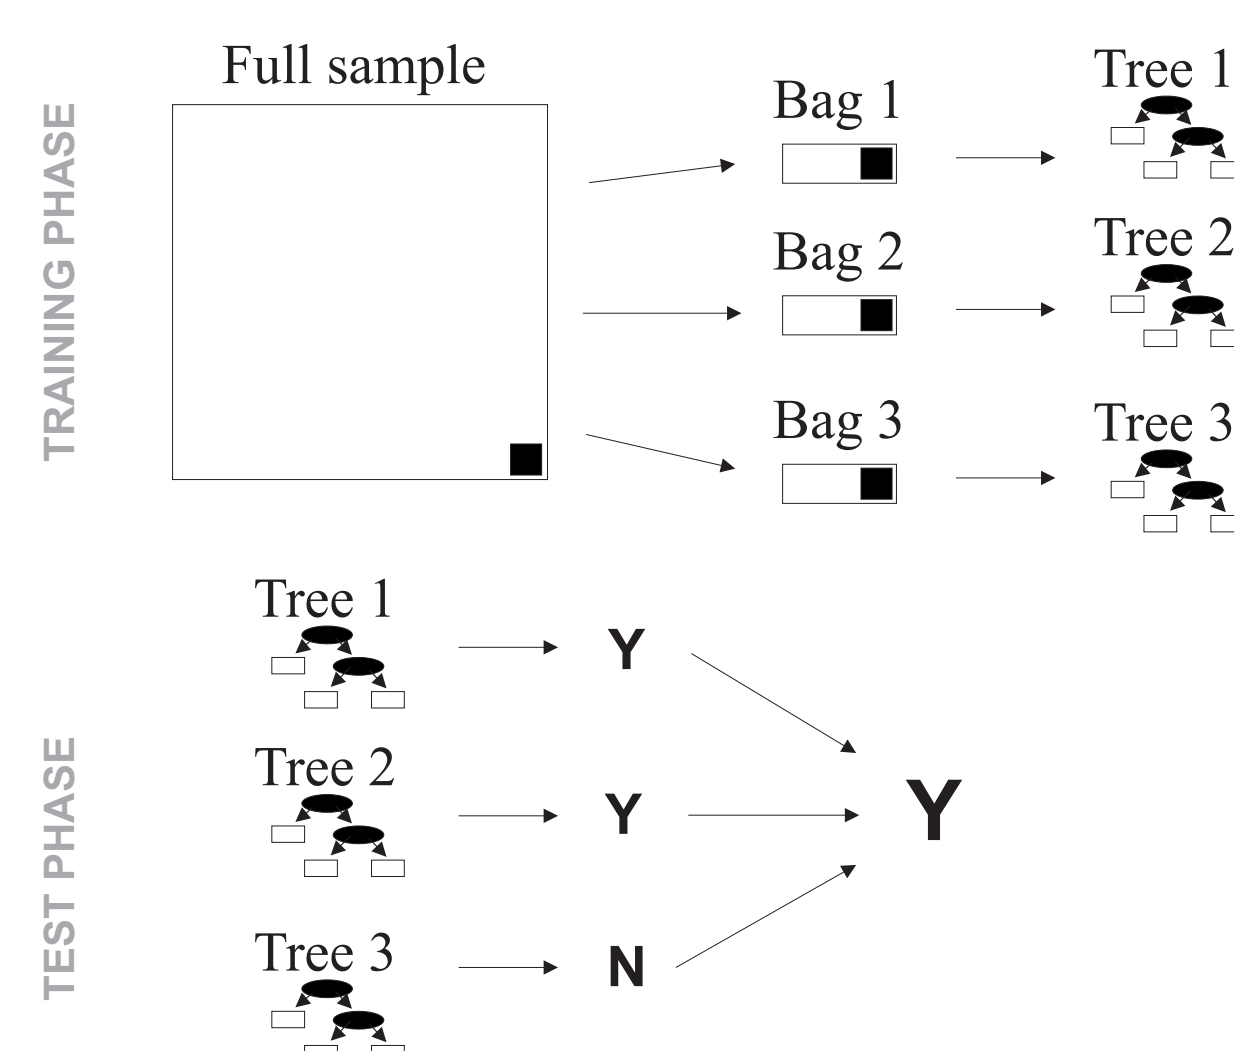 TRAINING PHASE
Full sample
Bag 1
Tree 1
Bag 2
Tree 2
Bag 3
Tree 3
TEST PHASE
Tree 1
Y
Tree 2
Y
Y
Tree 3
N